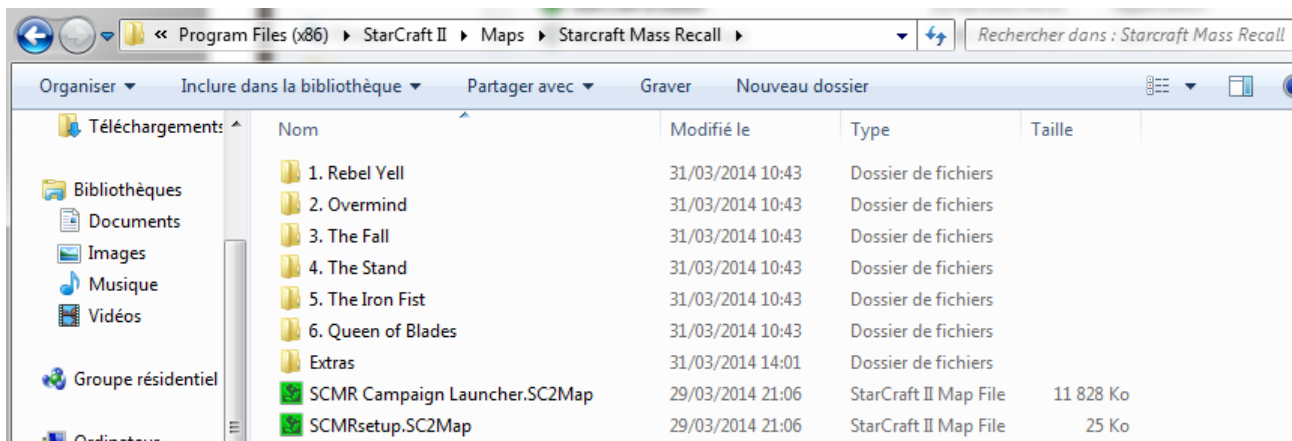 « Program Files (x86) ▸ StarCraft II ▸ Maps ▸ Starcraft Mass Recall ▸ Rechercher dans : Starcraft Mass Recall
Organiser ▾ Inclure dans la bibliothèque ▾ Partager avec ▾ Graver Nouveau dossier
Téléchargements Nom Modifié le Type Taille
1. Rebel Yell 31/03/2014 10:43 Dossier de fichiers
Bibliothèques
2. Overmind 31/03/2014 10:43 Dossier de fichiers
Documents
3. The Fall 31/03/2014 10:43 Dossier de fichiers
Images
4. The Stand 31/03/2014 10:43 Dossier de fichiers
Musique
5. The Iron Fist 31/03/2014 10:43 Dossier de fichiers
Vidéos
6. Queen of Blades 31/03/2014 10:43 Dossier de fichiers
Extras 31/03/2014 14:01 Dossier de fichiers
Groupe résidentiel
SCMR Campaign Launcher.SC2Map 29/03/2014 21:06 StarCraft II Map File 11 828 Ko
SCMRsetup.SC2Map 29/03/2014 21:06 StarCraft II Map File 25 Ko